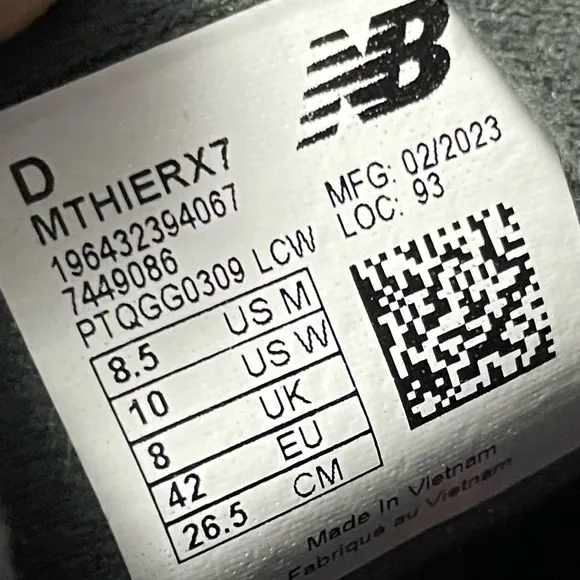 NB
D
MTHIERX7
196432394067
7449086
PTQGG0309 LCW
MFG: 02/2023
LOC: 93
8.5 US M
10 US W
8 UK
42 EU
26.5 CM
Made In Vietnam
Fabriqué au Vietnam